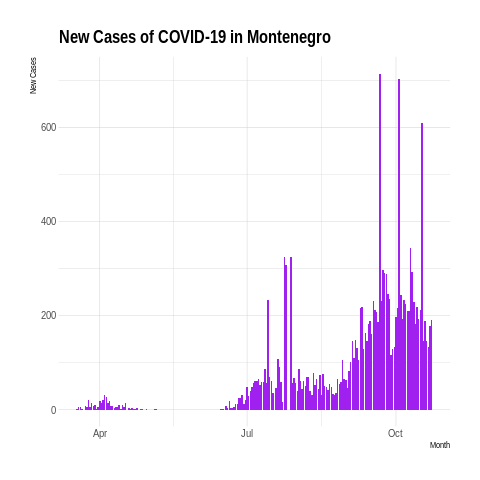 New Cases of COVID-19 in Montenegro
New Cases
600
400
200
0
Apr
Jul
Oct
Month